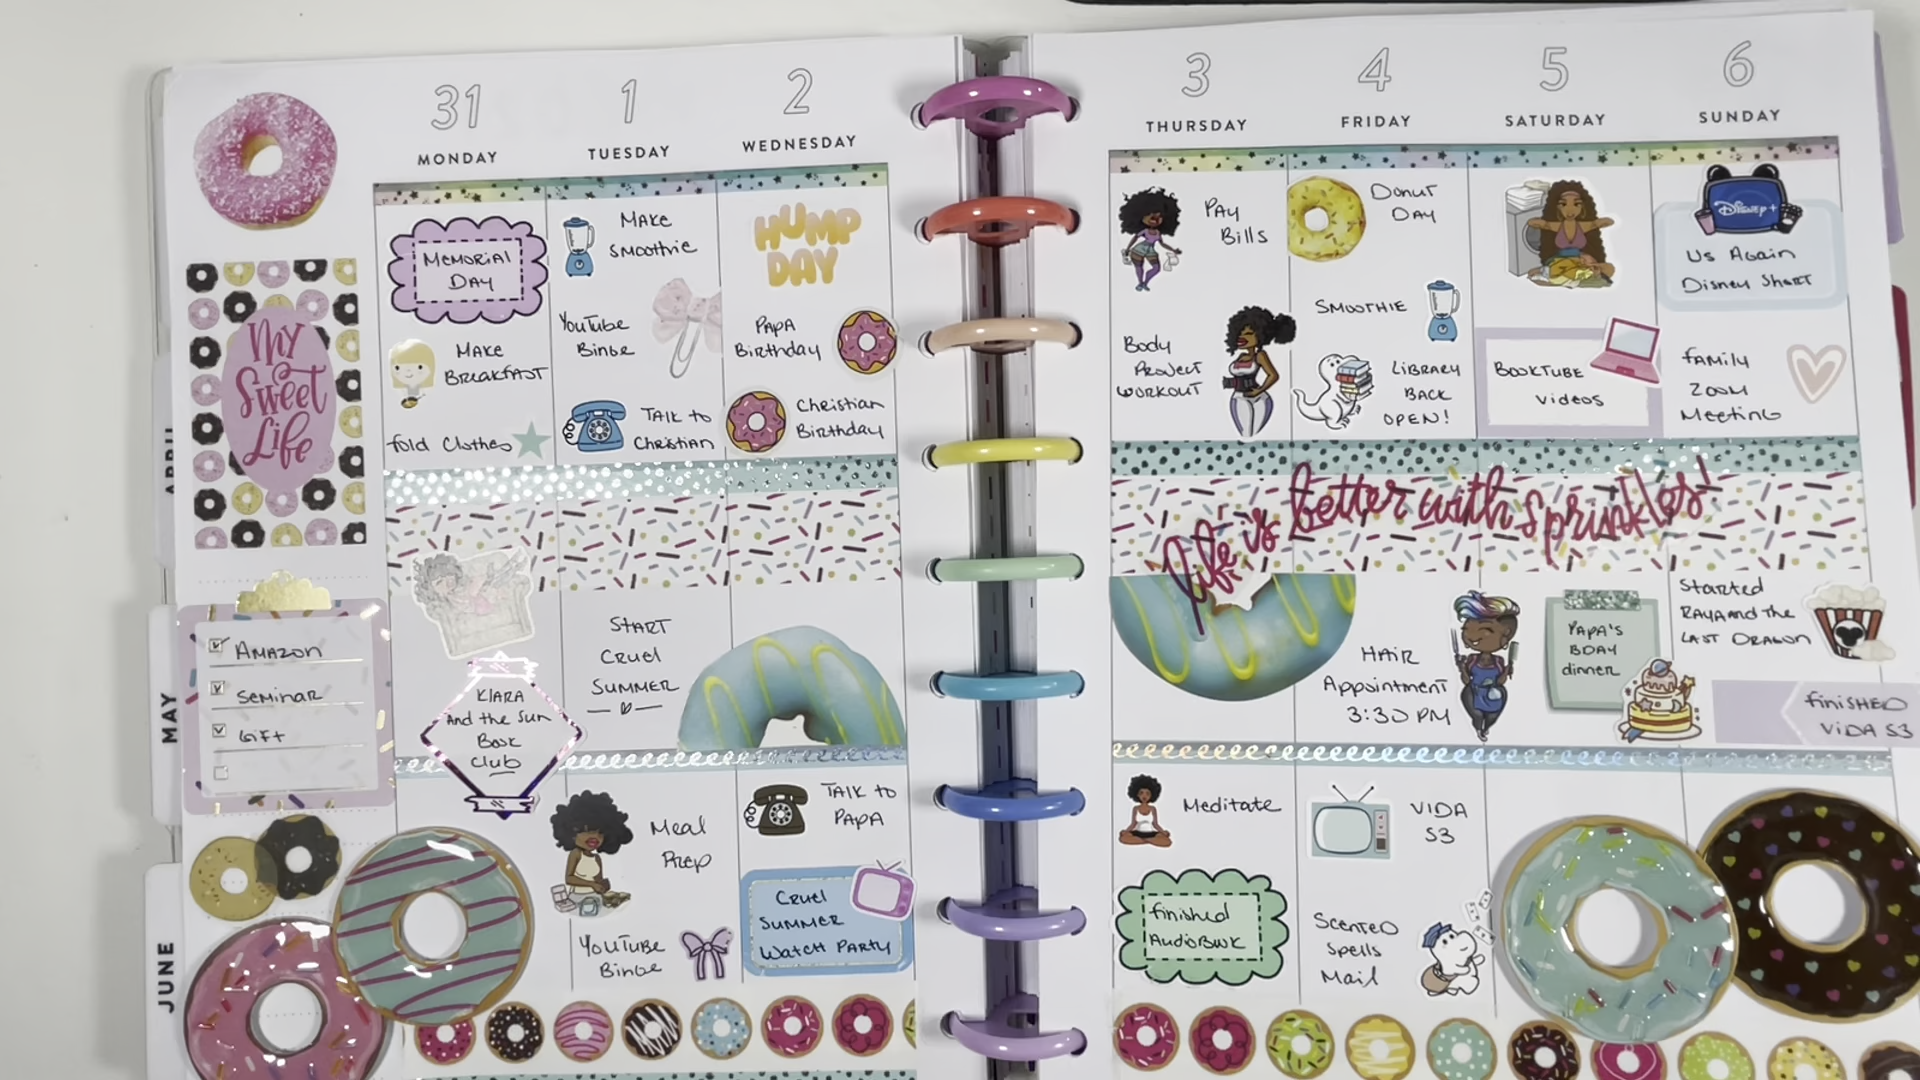 31
MONDAY
1
TUESDAY
2
WEDNESDAY
3
THURSDAY
4
FRIDAY
5
SATURDAY
6
SUNDAY
My
Sweet
Life
AMAZON
SEMINAR
GIFT
APRIL
MAY
JUNE
MEMORIAL
DAY
MAKE
BREAKFAST
fold Clothes
KLARA
And the Sun
BOOK
Club
MAKE
SMOOTHIE
YouTube
Binge
TALK to
Christian
START
CRUEL
SUMMER
Meal
Prep
YOUTUBE
Binge
HUMP
DAY
PAPA
Birthday
Christian
Birthday
TALK to
PAPA
CRUEL
SUMMER
WATCH PARTY
PAY
Bills
Body
PROJECT
WORKOUT
life is better with sprinkles!
Meditate
finished
AUDIOBOOK
DONUT
DAY
SMOOTHIE
LIBRARY
BACK
OPEN!
HAIR
Appointment
3:30 PM
VIDA
S3
SCENTED
Spells
Mail
BOOKTUBE
Videos
PAPA'S
BDAY
dinner
Disney+
Us Again
Disney Short
family
ZOOM
Meeting
Started
RAYA and the
LAST DRAGON
finiSHED
VIDA S3